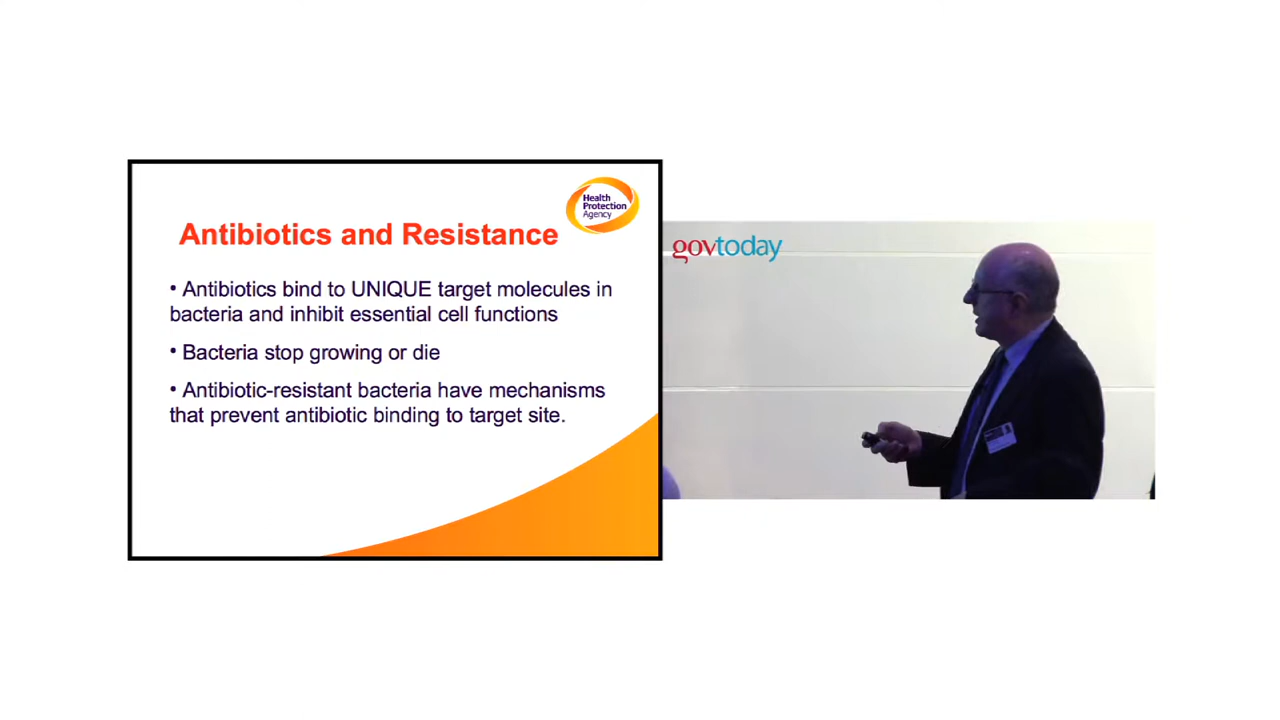 Health
Protection
Agency
Antibiotics and Resistance
• Antibiotics bind to UNIQUE target molecules in
bacteria and inhibit essential cell functions
• Bacteria stop growing or die
• Antibiotic-resistant bacteria have mechanisms
that prevent antibiotic binding to target site.
govtoday